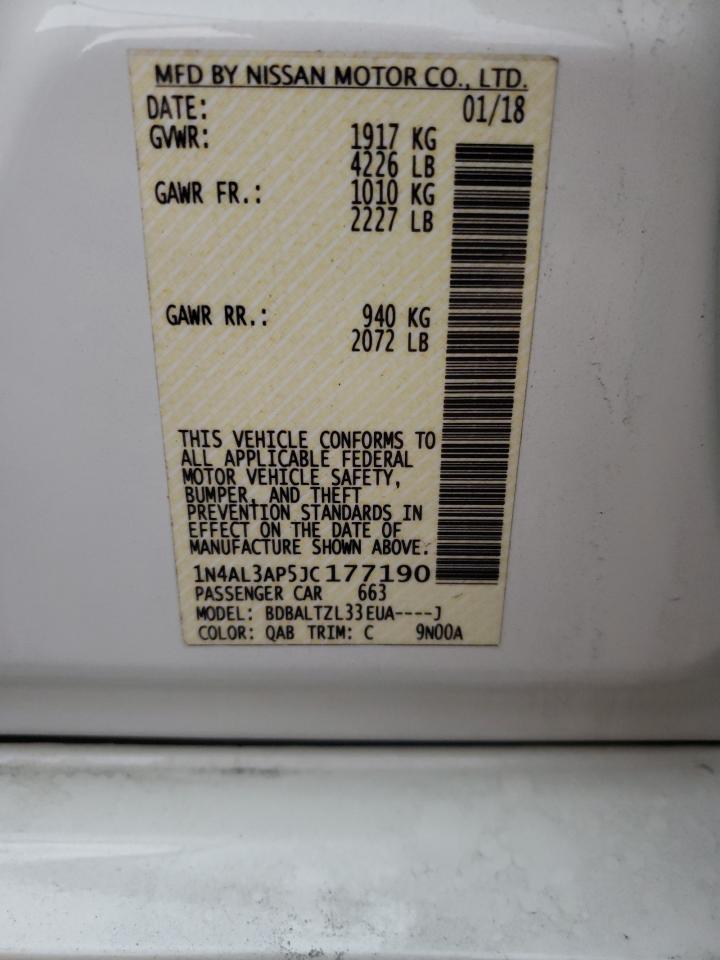 MFD BY NISSAN MOTOR CO., LTD.
DATE: 01/18
GVWR: 1917 KG
4226 LB
GAWR FR.: 1010 KG
2227 LB
GAWR RR.: 940 KG
2072 LB
THIS VEHICLE CONFORMS TO
ALL APPLICABLE FEDERAL
MOTOR VEHICLE SAFETY,
BUMPER, AND THEFT
PREVENTION STANDARDS IN
EFFECT ON THE DATE OF
MANUFACTURE SHOWN ABOVE.
1N4AL3AP5JC177190
PASSENGER CAR 663
MODEL: BDBALTZL33EUA----J
COLOR: QAB TRIM: C 9N00A